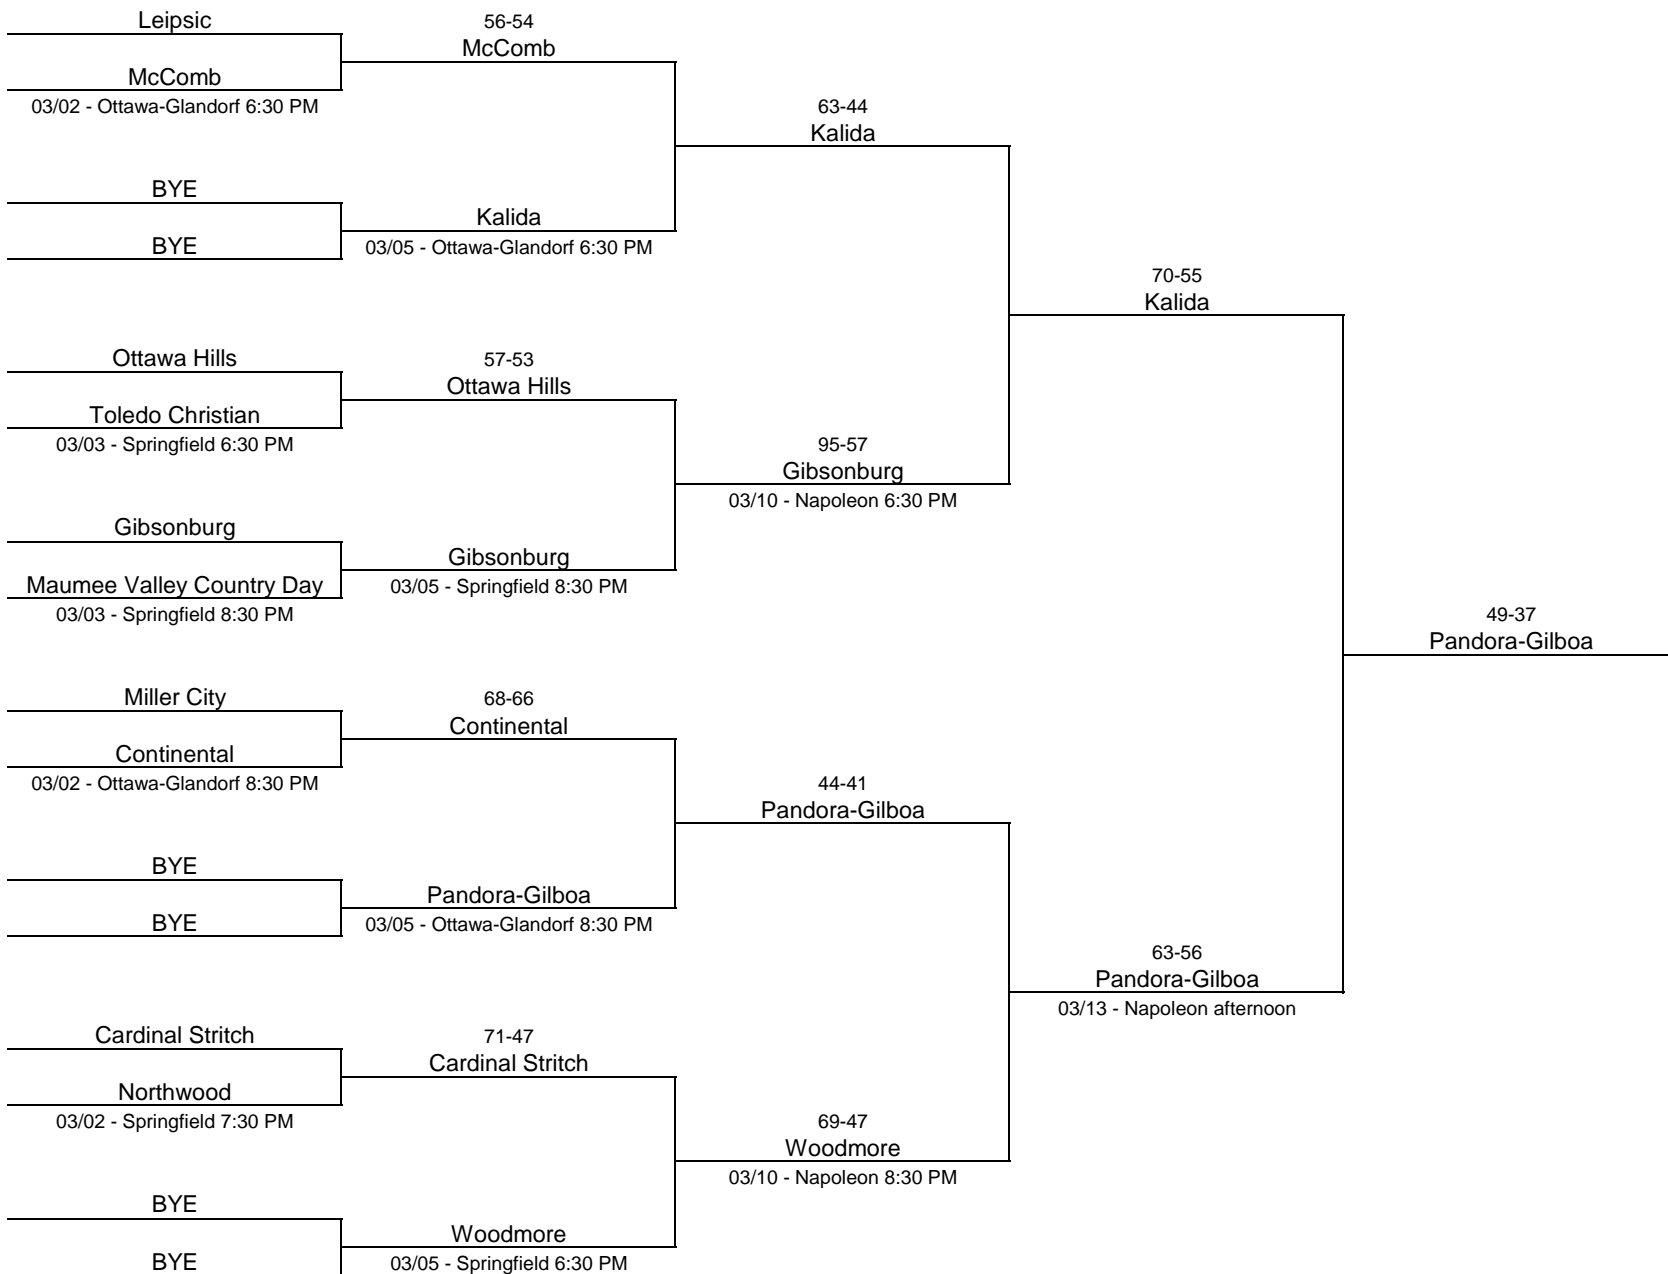 Leipsic
56-54
McComb
McComb
03/02 - Ottawa-Glandorf 6:30 PM
63-44
Kalida
BYE
Kalida
BYE
03/05 - Ottawa-Glandorf 6:30 PM
70-55
Kalida
Ottawa Hills
57-53
Ottawa Hills
Toledo Christian
03/03 - Springfield 6:30 PM
95-57
Gibsonburg
03/10 - Napoleon 6:30 PM
Gibsonburg
Gibsonburg
Maumee Valley Country Day
03/05 - Springfield 8:30 PM
03/03 - Springfield 8:30 PM
49-37
Pandora-Gilboa
Miller City
68-66
Continental
Continental
03/02 - Ottawa-Glandorf 8:30 PM
44-41
Pandora-Gilboa
BYE
Pandora-Gilboa
BYE
03/05 - Ottawa-Glandorf 8:30 PM
63-56
Pandora-Gilboa
03/13 - Napoleon afternoon
Cardinal Stritch
71-47
Cardinal Stritch
Northwood
03/02 - Springfield 7:30 PM
69-47
Woodmore
03/10 - Napoleon 8:30 PM
BYE
Woodmore
BYE
03/05 - Springfield 6:30 PM